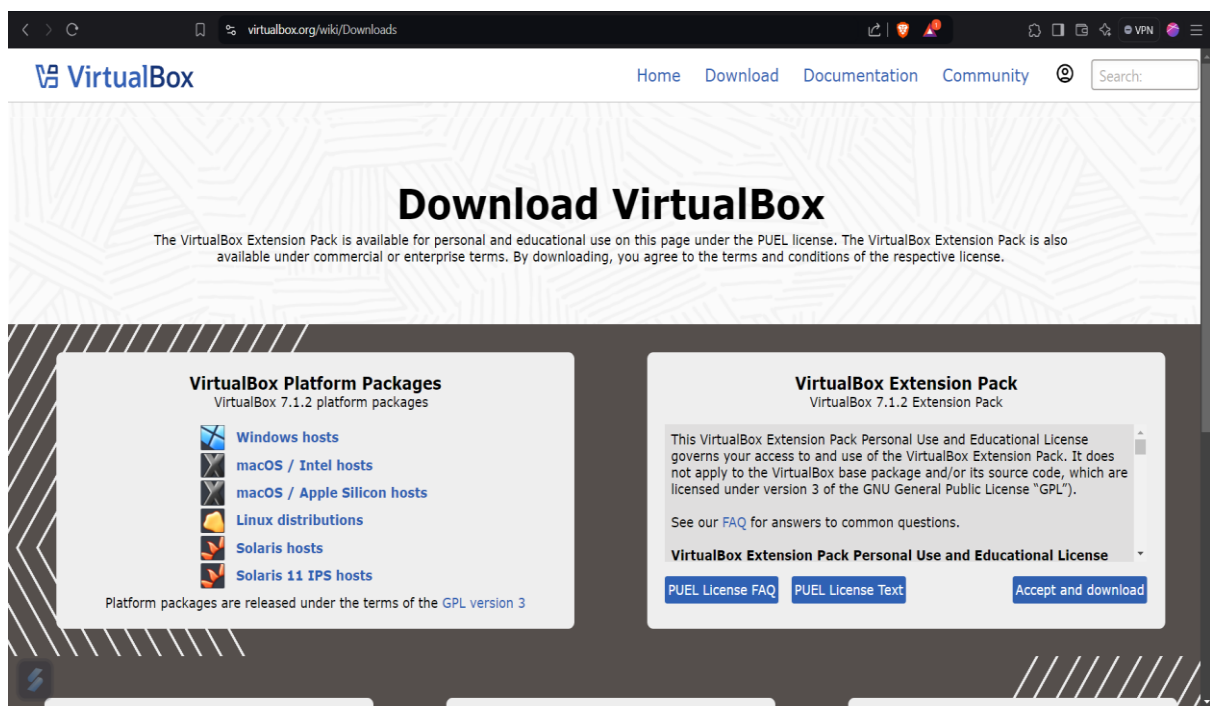 virtualbox.org/wiki/Downloads
VPN
VirtualBox
Home Download Documentation Community Search:
Download VirtualBox
The VirtualBox Extension Pack is available for personal and educational use on this page under the PUEL license. The VirtualBox Extension Pack is also
available under commercial or enterprise terms. By downloading, you agree to the terms and conditions of the respective license.
VirtualBox Platform Packages
VirtualBox 7.1.2 platform packages
Windows hosts
macOS / Intel hosts
macOS / Apple Silicon hosts
Linux distributions
Solaris hosts
Solaris 11 IPS hosts
Platform packages are released under the terms of the GPL version 3
VirtualBox Extension Pack
VirtualBox 7.1.2 Extension Pack
This VirtualBox Extension Pack Personal Use and Educational License
governs your access to and use of the VirtualBox Extension Pack. It does
not apply to the VirtualBox base package and/or its source code, which are
licensed under version 3 of the GNU General Public License “GPL”).
See our FAQ for answers to common questions.
VirtualBox Extension Pack Personal Use and Educational License
PUEL License FAQ PUEL License Text Accept and download